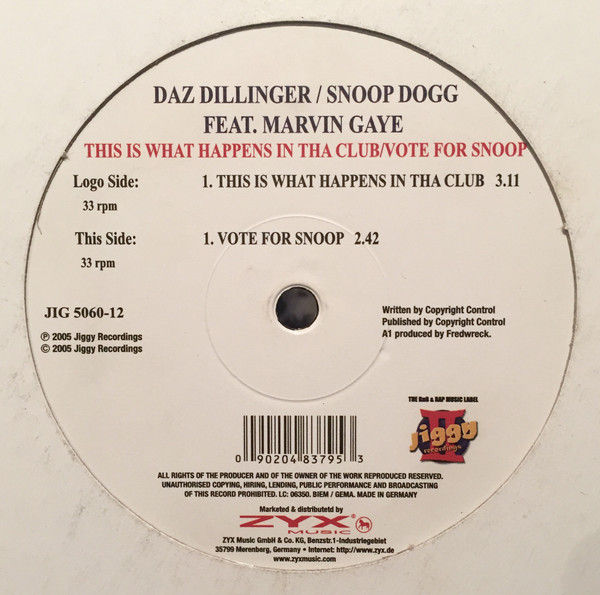 DAZ DILLINGER / SNOOP DOGG
FEAT. MARVIN GAYE
THIS IS WHAT HAPPENS IN THA CLUB/VOTE FOR SNOOP
Logo Side: 1. THIS IS WHAT HAPPENS IN THA CLUB 3.11
33 rpm
This Side: 1. VOTE FOR SNOOP 2.42
33 rpm
JIG 5060-12
℗ 2005 Jiggy Recordings
© 2005 Jiggy Recordings
Written by Copyright Control
Published by Copyright Control
A1 produced by Fredwreck.
THE RnB & RAP MUSIC LABEL
Jiggy
recordings
0 90204 83795 3
ALL RIGHTS OF THE PRODUCER AND OF THE OWNER OF THE WORK REPRODUCED RESERVED.
UNAUTHORISED COPYING, HIRING, LENDING, PUBLIC PERFORMANCE AND BROADCASTING
OF THIS RECORD PROHIBITED. LC: 06350. BIEM / GEMA. MADE IN GERMANY
Marketed & distributetd by
ZYX®
MUSIC
ZYX Music GmbH & Co. KG, Benzstr.1-Industriegebiet
35799 Merenberg, Germany • Internet: http://www.zyx.de
www.zyxmusic.com